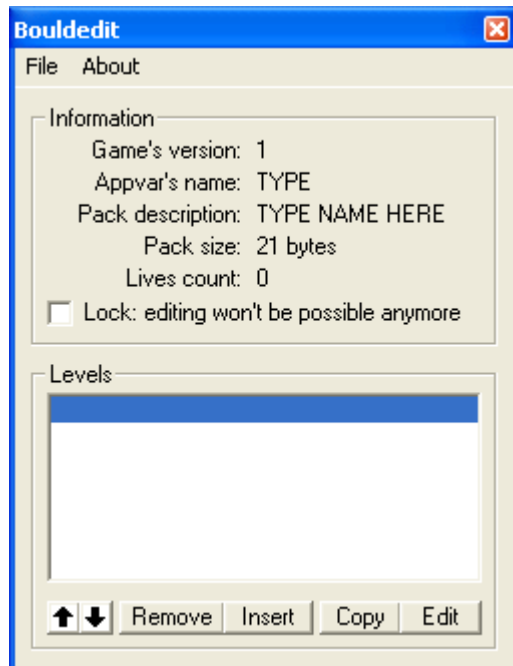 Bouldedit
File About
Information
Game's version: 1
Appvar's name: TYPE
Pack description: TYPE NAME HERE
Pack size: 21 bytes
Lives count: 0
Lock: editing won't be possible anymore
Levels
Remove Insert Copy Edit